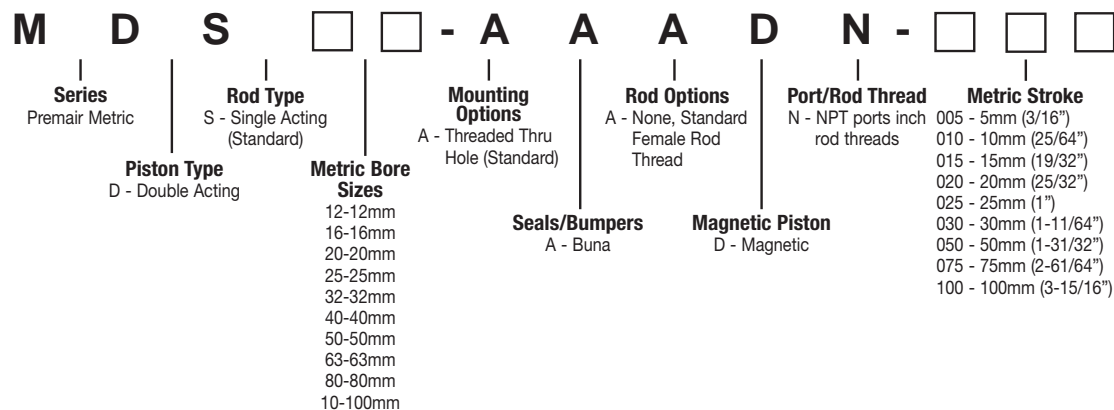 M D S □ □ - A A A D N - □ □ □
Series
Premair Metric
Piston Type
D - Double Acting
Rod Type
S - Single Acting
(Standard)
Metric Bore
Sizes
12-12mm
16-16mm
20-20mm
25-25mm
32-32mm
40-40mm
50-50mm
63-63mm
80-80mm
10-100mm
Mounting
Options
A - Threaded Thru
Hole (Standard)
Seals/Bumpers
A - Buna
Rod Options
A - None, Standard
Female Rod
Thread
Magnetic Piston
D - Magnetic
Port/Rod Thread
N - NPT ports inch
rod threads
Metric Stroke
005 - 5mm (3/16”)
010 - 10mm (25/64”)
015 - 15mm (19/32”)
020 - 20mm (25/32”)
025 - 25mm (1”)
030 - 30mm (1-11/64”)
050 - 50mm (1-31/32”)
075 - 75mm (2-61/64”)
100 - 100mm (3-15/16”)